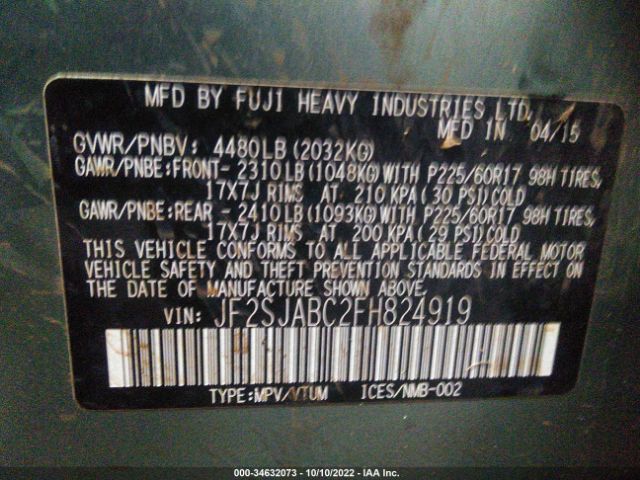 MFD BY FUJI HEAVY INDUSTRIES LTD.
MFD IN 04/15
GVWR/PNBV: 4480LB (2032KG)
GAWR/PNBE:FRONT- 2310 LB (1048KG)WITH P225/60R17 98H TIRES,
17X7J RIMS AT 210 KPA (30 PSI)COLD
GAWR/PNBE:REAR - 2410 LB (1093KG)WITH P225/60R17 98H TIRES,
17X7J RIMS AT 200 KPA (29 PSI)COLD
THIS VEHICLE CONFORMS TO ALL APPLICABLE FEDERAL MOTOR
VEHICLE SAFETY AND THEFT PREVENTION STANDARDS IN EFFECT ON
THE DATE OF MANUFACTURE SHOWN ABOVE.
VIN: JF2SJABC2FH824919
TYPE:MPV/VTUM ICES/NMB-002
000-34632073 - 10/10/2022 - IAA Inc.